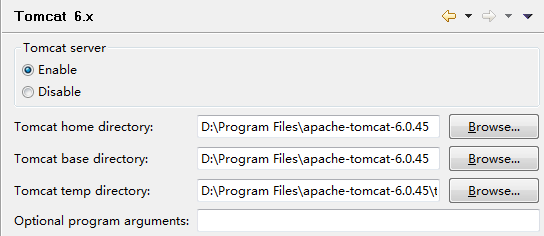 Tomcat 6.x
Tomcat server
Enable
Disable
Tomcat home directory: D:\Program Files\apache-tomcat-6.0.45 Browse...
Tomcat base directory: D:\Program Files\apache-tomcat-6.0.45 Browse...
Tomcat temp directory: D:\Program Files\apache-tomcat-6.0.45\t Browse...
Optional program arguments: